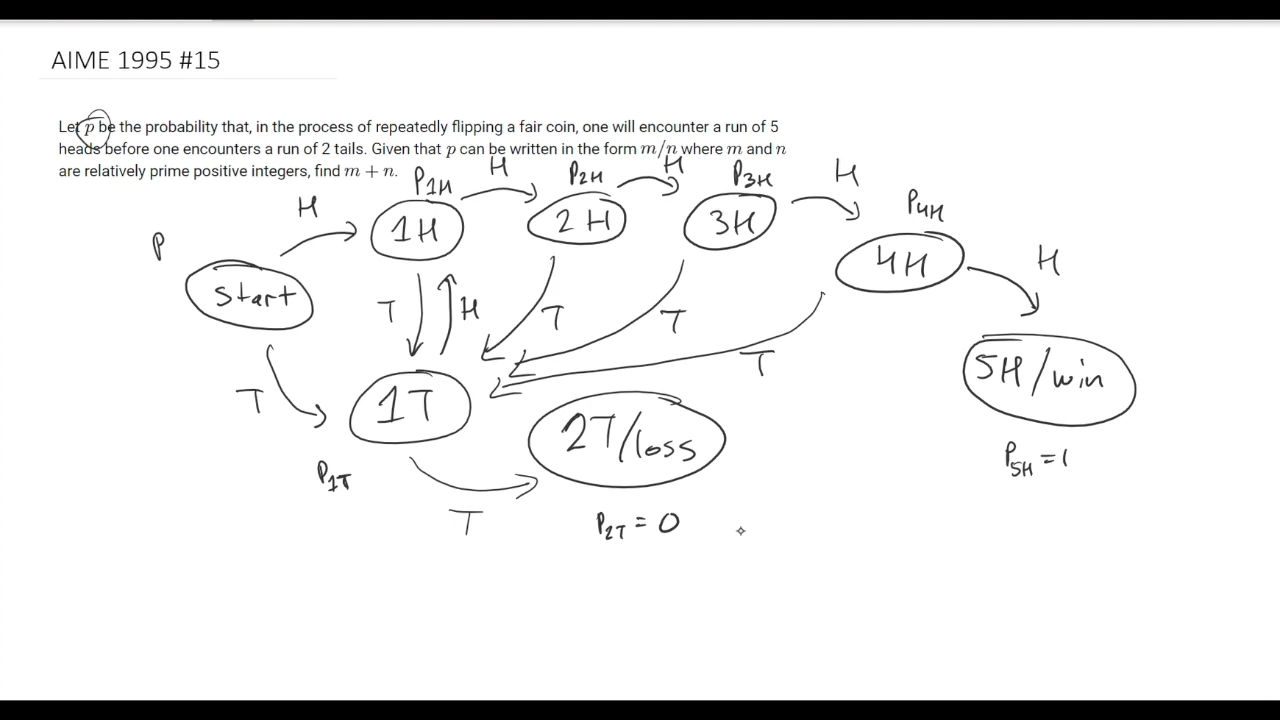 AIME 1995 #15
Let p be the probability that, in the process of repeatedly flipping a fair coin, one will encounter a run of 5
heads before one encounters a run of 2 tails. Given that p can be written in the form m/n where m and n
are relatively prime positive integers, find m + n.
H
P1H
H
P2H
H
P3H
H
P4H
P
Start
1H
2H
3H
4H
H
T
H
T
T
T
T
1T
2T/loss
5H/win
P1T
T
P2T = 0
P5H = 1